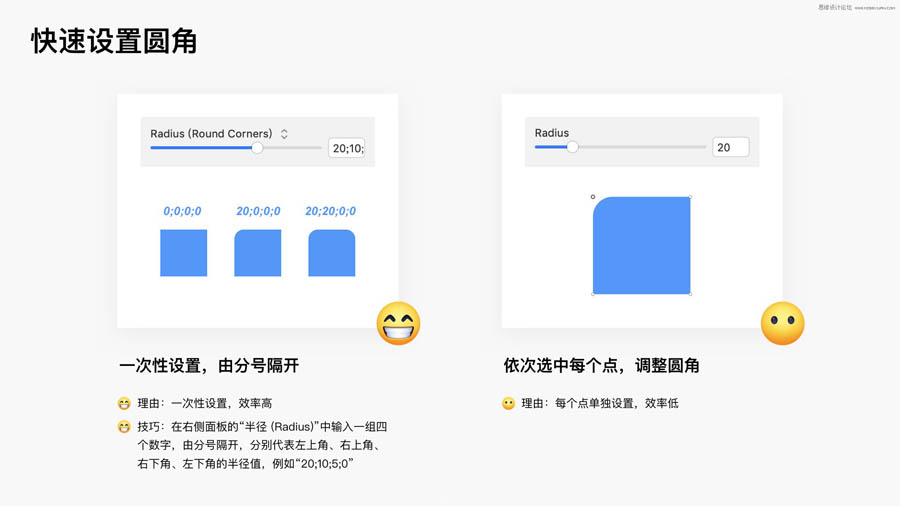 思缘设计论坛
快速设置圆角
Radius (Round Corners)
20;10;
0;0;0;0
20;0;0;0
20;20;0;0
一次性设置，由分号隔开
理由：一次性设置，效率高
技巧：在右侧面板的“半径 (Radius)”中输入一组四
个数字，由分号隔开，分别代表左上角、右上角、
右下角、左下角的半径值，例如“20;10;5;0”
Radius
20
依次选中每个点，调整圆角
理由：每个点单独设置，效率低